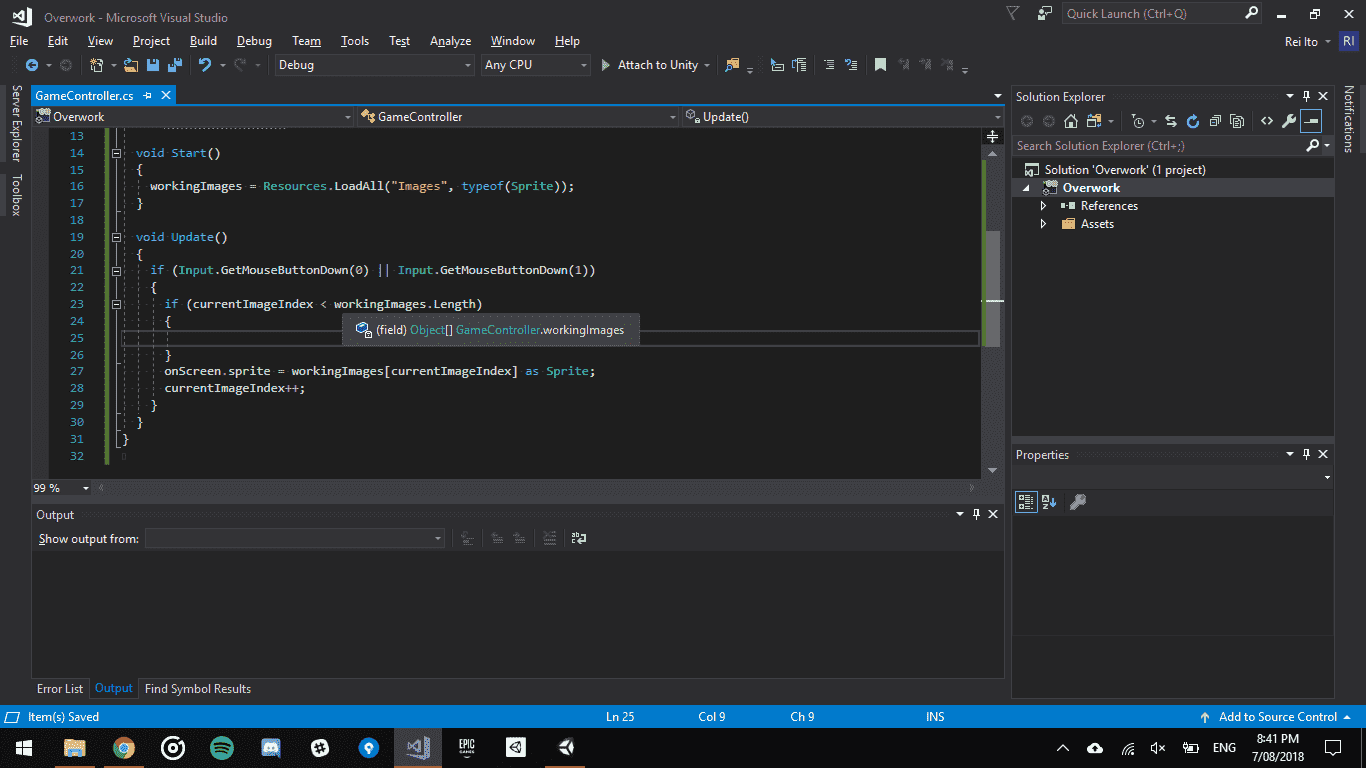 Overwork - Microsoft Visual Studio
Quick Launch (Ctrl+Q)
File Edit View Project Build Debug Team Tools Test Analyze Window Help
Rei Ito RI
Debug Any CPU Attach to Unity
Server Explorer
Toolbox
GameController.cs
Overwork GameController Update()
13
14 void Start()
15 {
16 workingImages = Resources.LoadAll("Images", typeof(Sprite));
17 }
18
19 void Update()
20 {
21 if (Input.GetMouseButtonDown(0) || Input.GetMouseButtonDown(1))
22 {
23 if (currentImageIndex < workingImages.Length)
24 {
(field) Object[] GameController.workingImages
25
26 }
27 onScreen.sprite = workingImages[currentImageIndex] as Sprite;
28 currentImageIndex++;
29 }
30 }
31 }
32
99 %
Output
Show output from:
Error List Output Find Symbol Results
Solution Explorer
Search Solution Explorer (Ctrl+;)
Solution 'Overwork' (1 project)
Overwork
References
Assets
Properties
Notifications
Item(s) Saved Ln 25 Col 9 Ch 9 INS Add to Source Control
EPIC GAMES
ENG
8:41 PM
7/08/2018